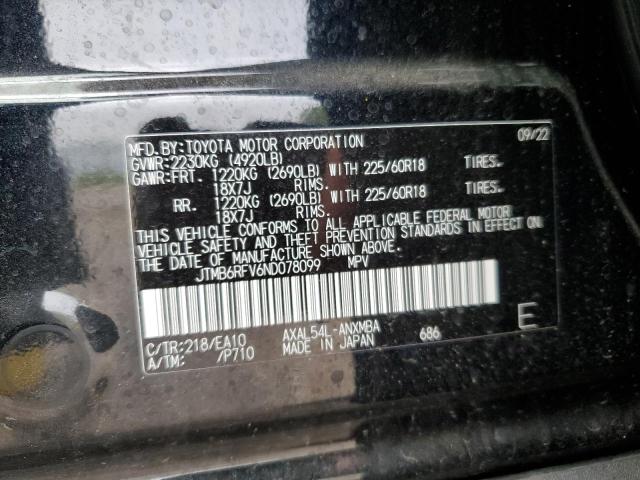 MFD.BY:TOYOTA MOTOR CORPORATION 09/22
GVWR:2230KG (4920LB)
GAWR:FRT. 1220KG (2690LB) WITH 225/60R18 TIRES.
18X7J RIMS.
RR. 1220KG (2690LB) WITH 225/60R18 TIRES.
18X7J RIMS.
THIS VEHICLE CONFORMS TO ALL APPLICABLE FEDERAL MOTOR
VEHICLE SAFETY AND THEFT PREVENTION STANDARDS IN EFFECT ON
THE DATE OF MANUFACTURE SHOWN ABOVE.
JTMB6RFV6ND078099 MPV
C/TR:218/EA10 AXAL54L-ANXMBA 686 E
A/TM: /P710 MADE IN JAPAN